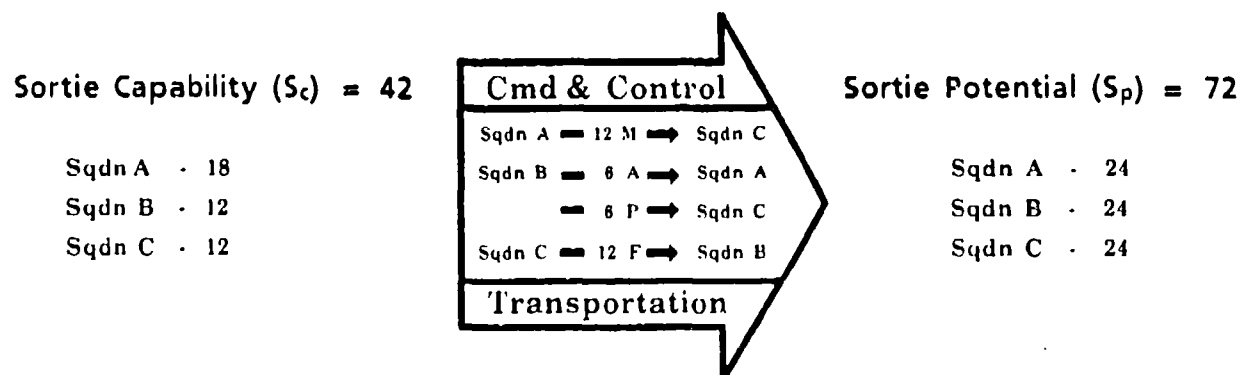 Sortie Capability (Sc) = 42
Sqdn A - 18
Sqdn B - 12
Sqdn C - 12
Cmd & Control
Sqdn A 12 M Sqdn C
Sqdn B 6 A Sqdn A
6 P Sqdn C
Sqdn C 12 F Sqdn B
Transportation
Sortie Potential (Sp) = 72
Sqdn A - 24
Sqdn B - 24
Sqdn C - 24